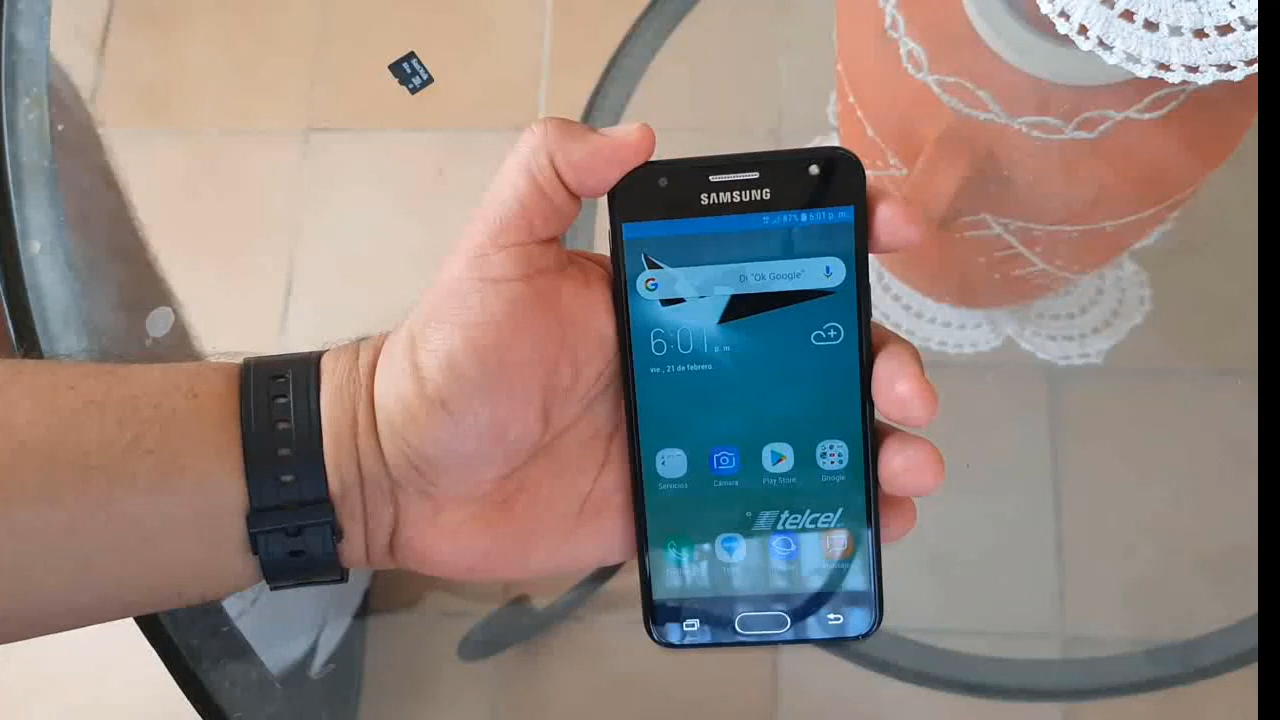 SanDisk
SAMSUNG
87% 6:01 p. m.
Di "Ok Google"
6:01 p. m.
vie., 21 de febrero
Servicios Cámara Play Store Google
telcel